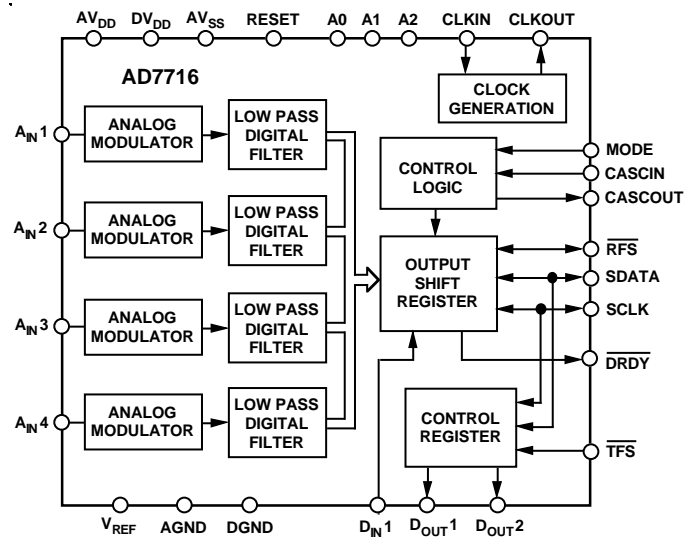 AVDD DVDD AVSS RESET A0 A1 A2 CLKIN CLKOUT
AD7716
CLOCK
GENERATION
AIN1
ANALOG
MODULATOR
LOW PASS
DIGITAL
FILTER
CONTROL
LOGIC
MODE
CASCIN
CASCOUT
AIN2
ANALOG
MODULATOR
LOW PASS
DIGITAL
FILTER
OUTPUT
SHIFT
REGISTER
RFS
SDATA
SCLK
AIN3
ANALOG
MODULATOR
LOW PASS
DIGITAL
FILTER
DRDY
AIN4
ANALOG
MODULATOR
LOW PASS
DIGITAL
FILTER
CONTROL
REGISTER
TFS
VREF AGND DGND DIN1 DOUT1 DOUT2